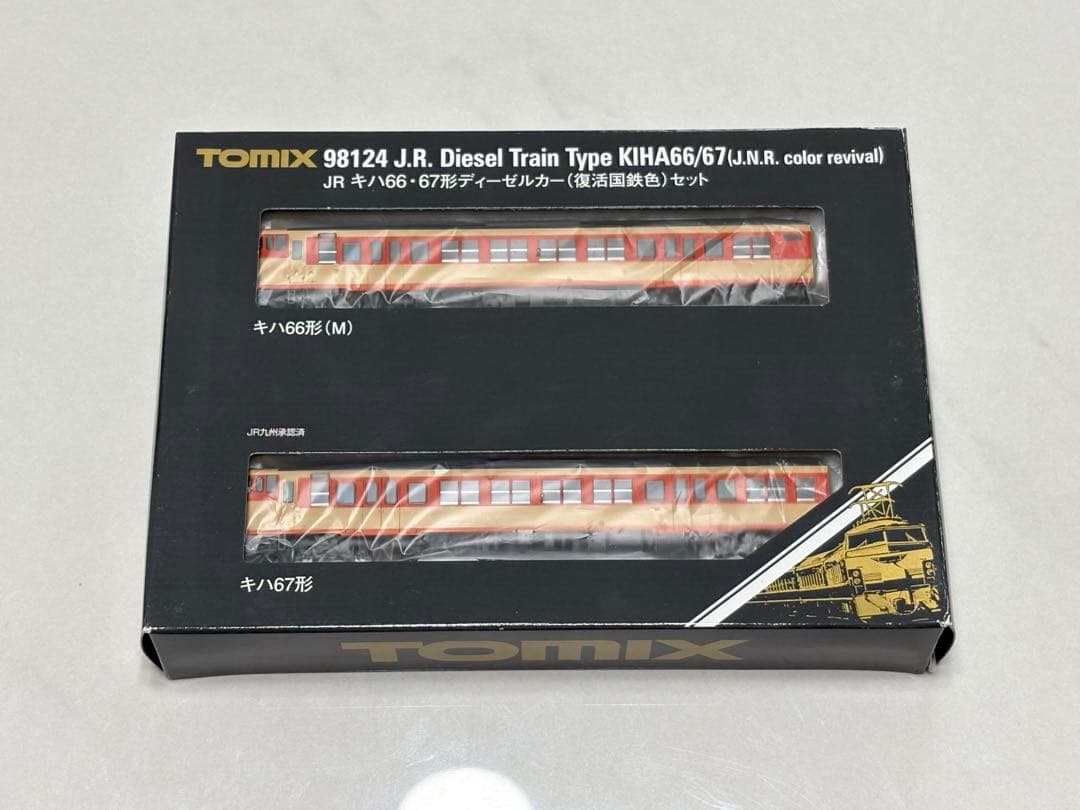 TOMIX 98124 J.R. Diesel Train Type KIHA66/67(J.N.R. color revival)
JR キハ66・67形ディーゼルカー(復活国鉄色)セット
キハ66形(M)
JR九州承認済
キハ67形
TOMIX